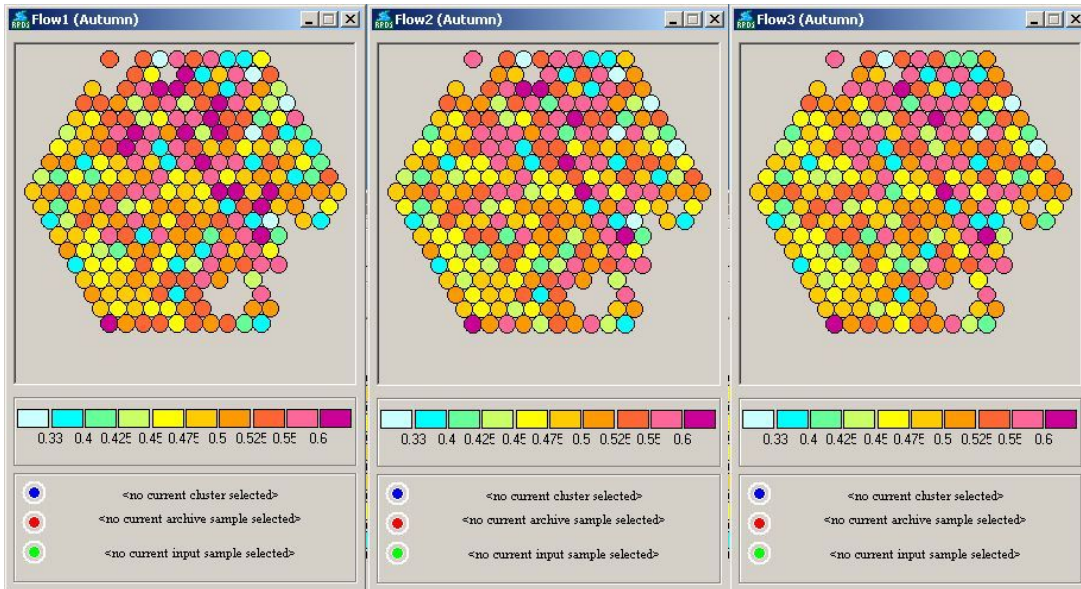 RPDS Flow1 (Autumn)
0.33 0.4 0.425 0.45 0.475 0.5 0.525 0.55 0.6
<no current cluster selected>
<no current archive sample selected>
<no current input sample selected>
RPDS Flow2 (Autumn)
0.33 0.4 0.425 0.45 0.475 0.5 0.525 0.55 0.6
<no current cluster selected>
<no current archive sample selected>
<no current input sample selected>
RPDS Flow3 (Autumn)
0.33 0.4 0.425 0.45 0.475 0.5 0.525 0.55 0.6
<no current cluster selected>
<no current archive sample selected>
<no current input sample selected>